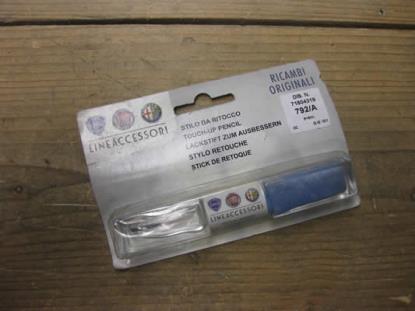 RICAMBI
ORIGINALI
DIS. N.
71804319
792/A
LINEACCESSORI
STILO DA RITOCCO
TOUCH-UP PENCIL
LACKSTIFT ZUM AUSBESSERN
STYLO RETOUCHE
STICK DE RETOQUE
LINEACCESSORI